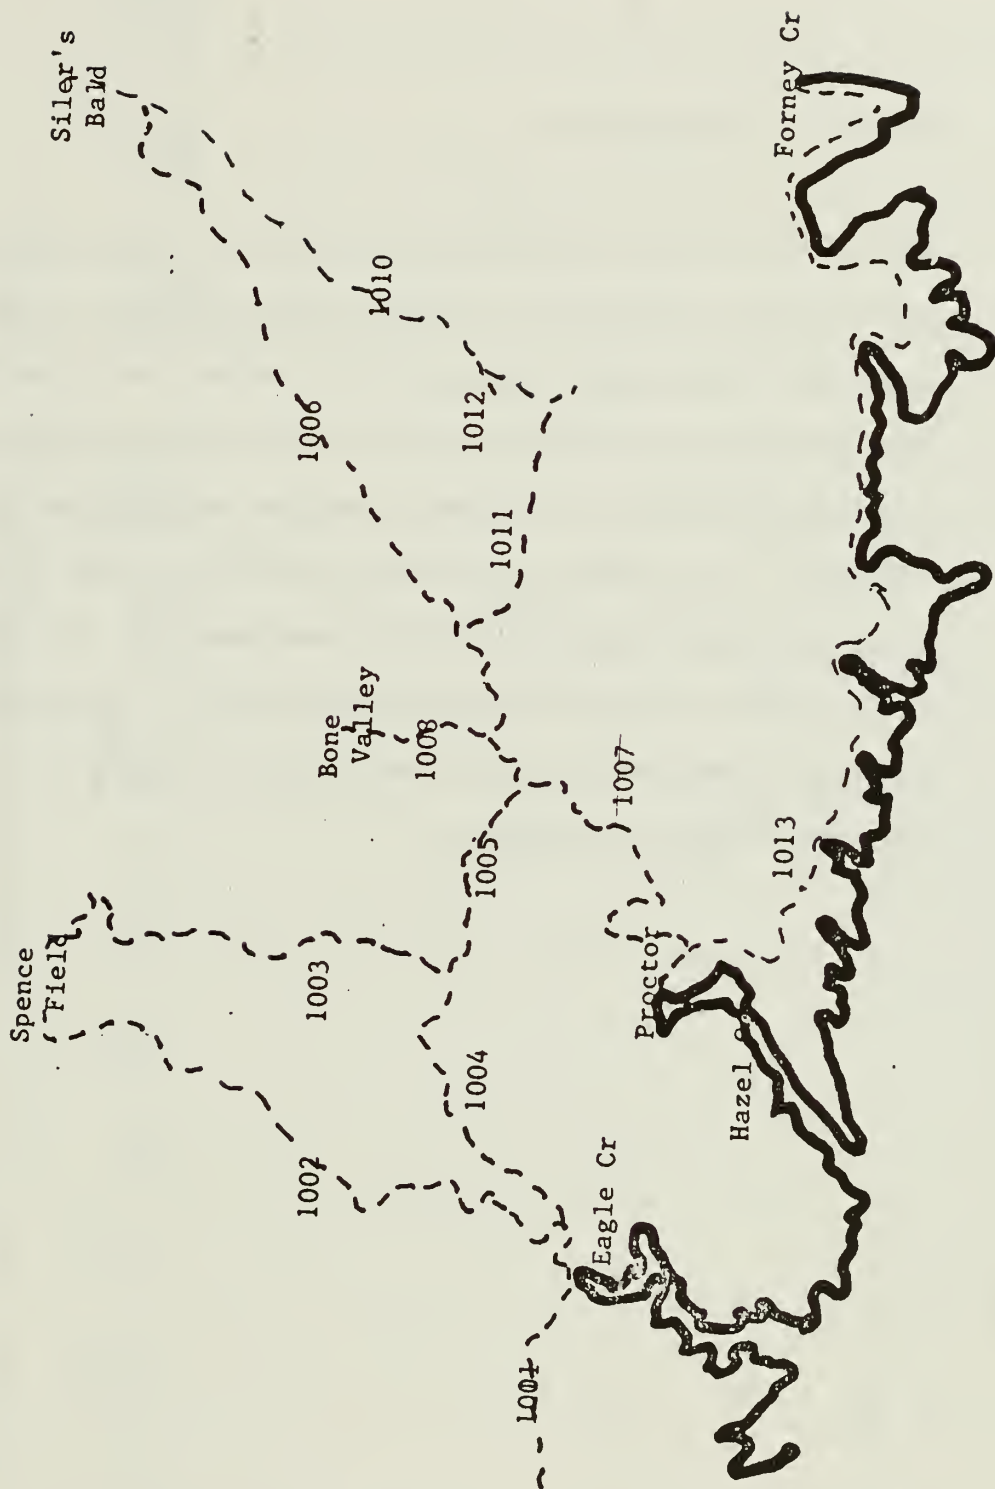 Spence
Field
Siler's
Bald
Bone
Valley
1001
1002
1003
1004
1005
1006
1007
1008
1010
1011
1012
1013
Eagle Cr
Hazel Cr
Proctor
Forney Cr